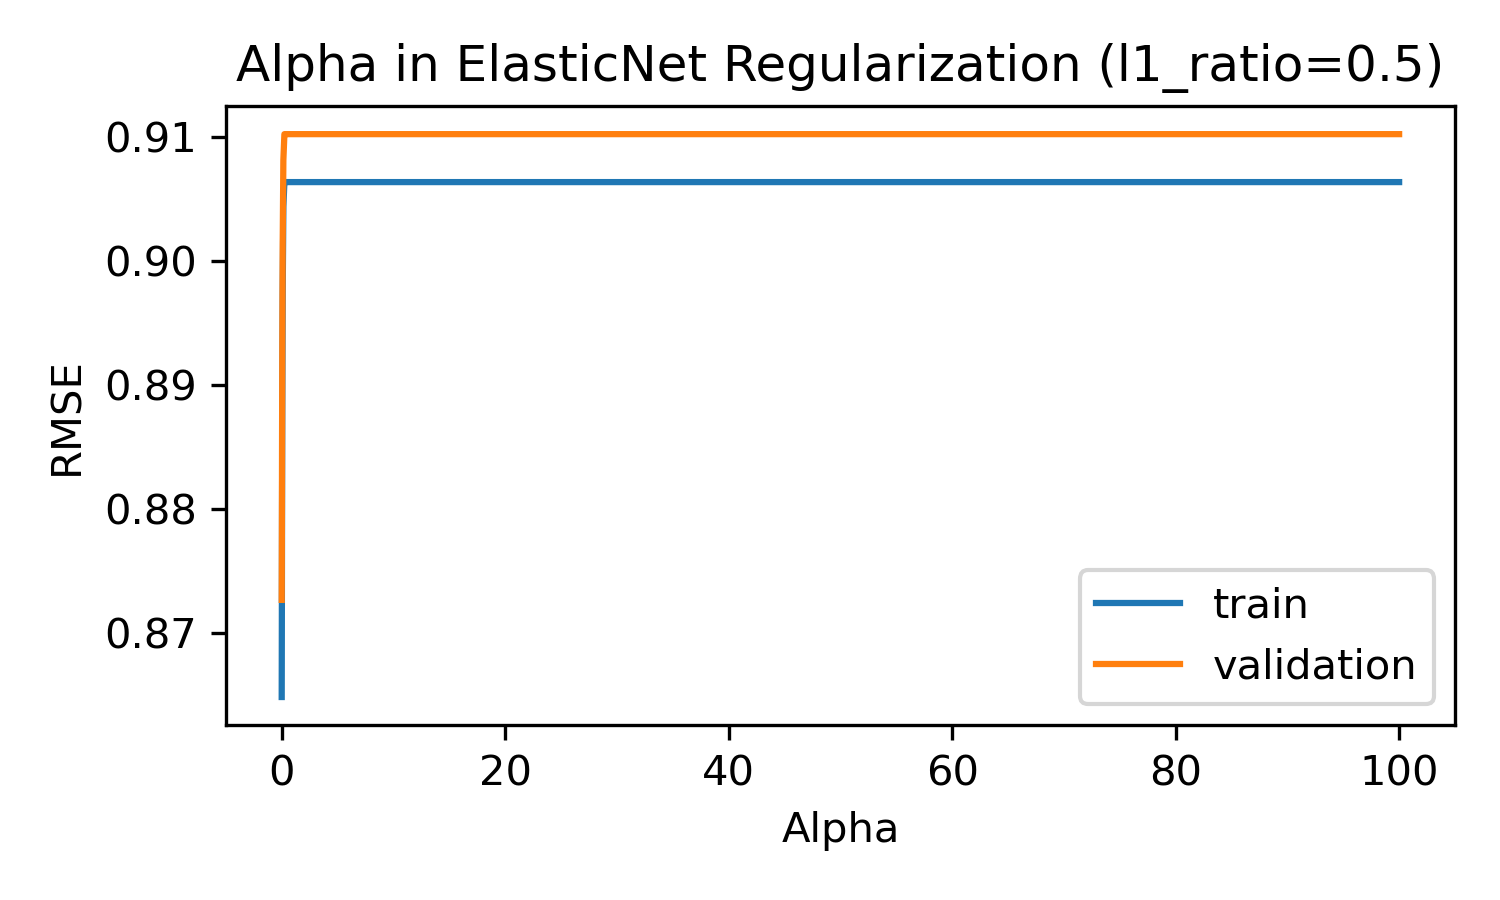 Alpha in ElasticNet Regularization (l1_ratio=0.5)
0.91
0.90
0.89
0.88
0.87
RMSE
train
validation
0 20 40 60 80 100
Alpha